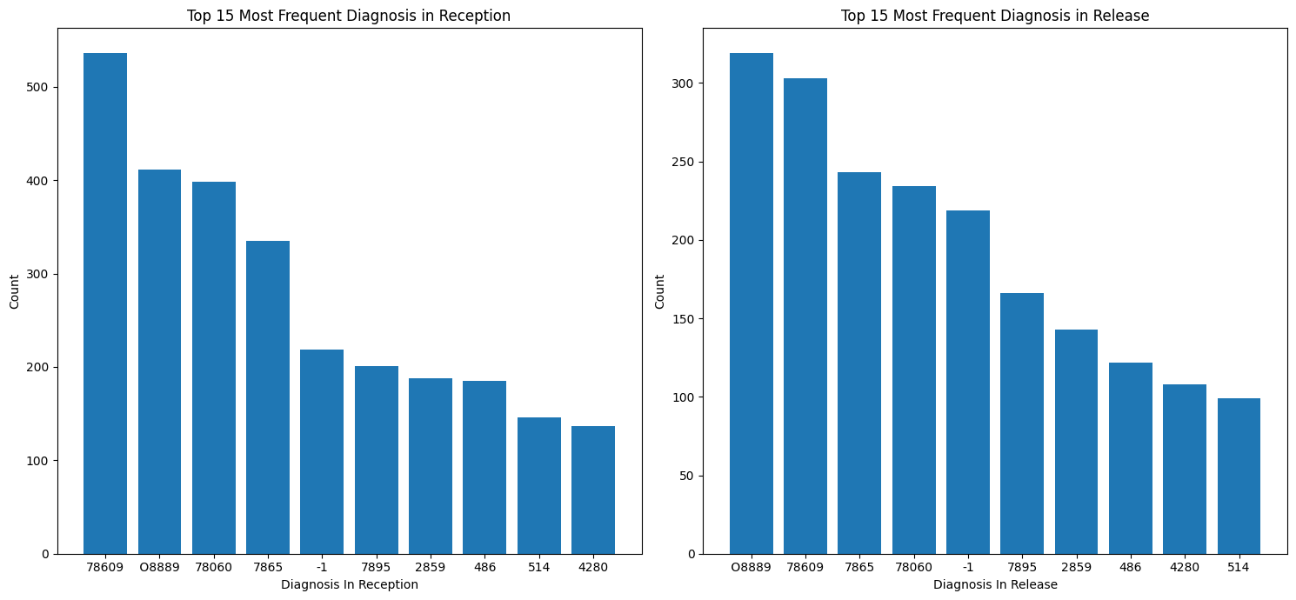 Top 15 Most Frequent Diagnosis in Reception
Count
500
400
300
200
100
0
78609 O8889 78060 7865 -1 7895 2859 486 514 4280
Diagnosis In Reception
Top 15 Most Frequent Diagnosis in Release
Count
300
250
200
150
100
50
0
O8889 78609 7865 78060 -1 7895 2859 486 4280 514
Diagnosis In Release